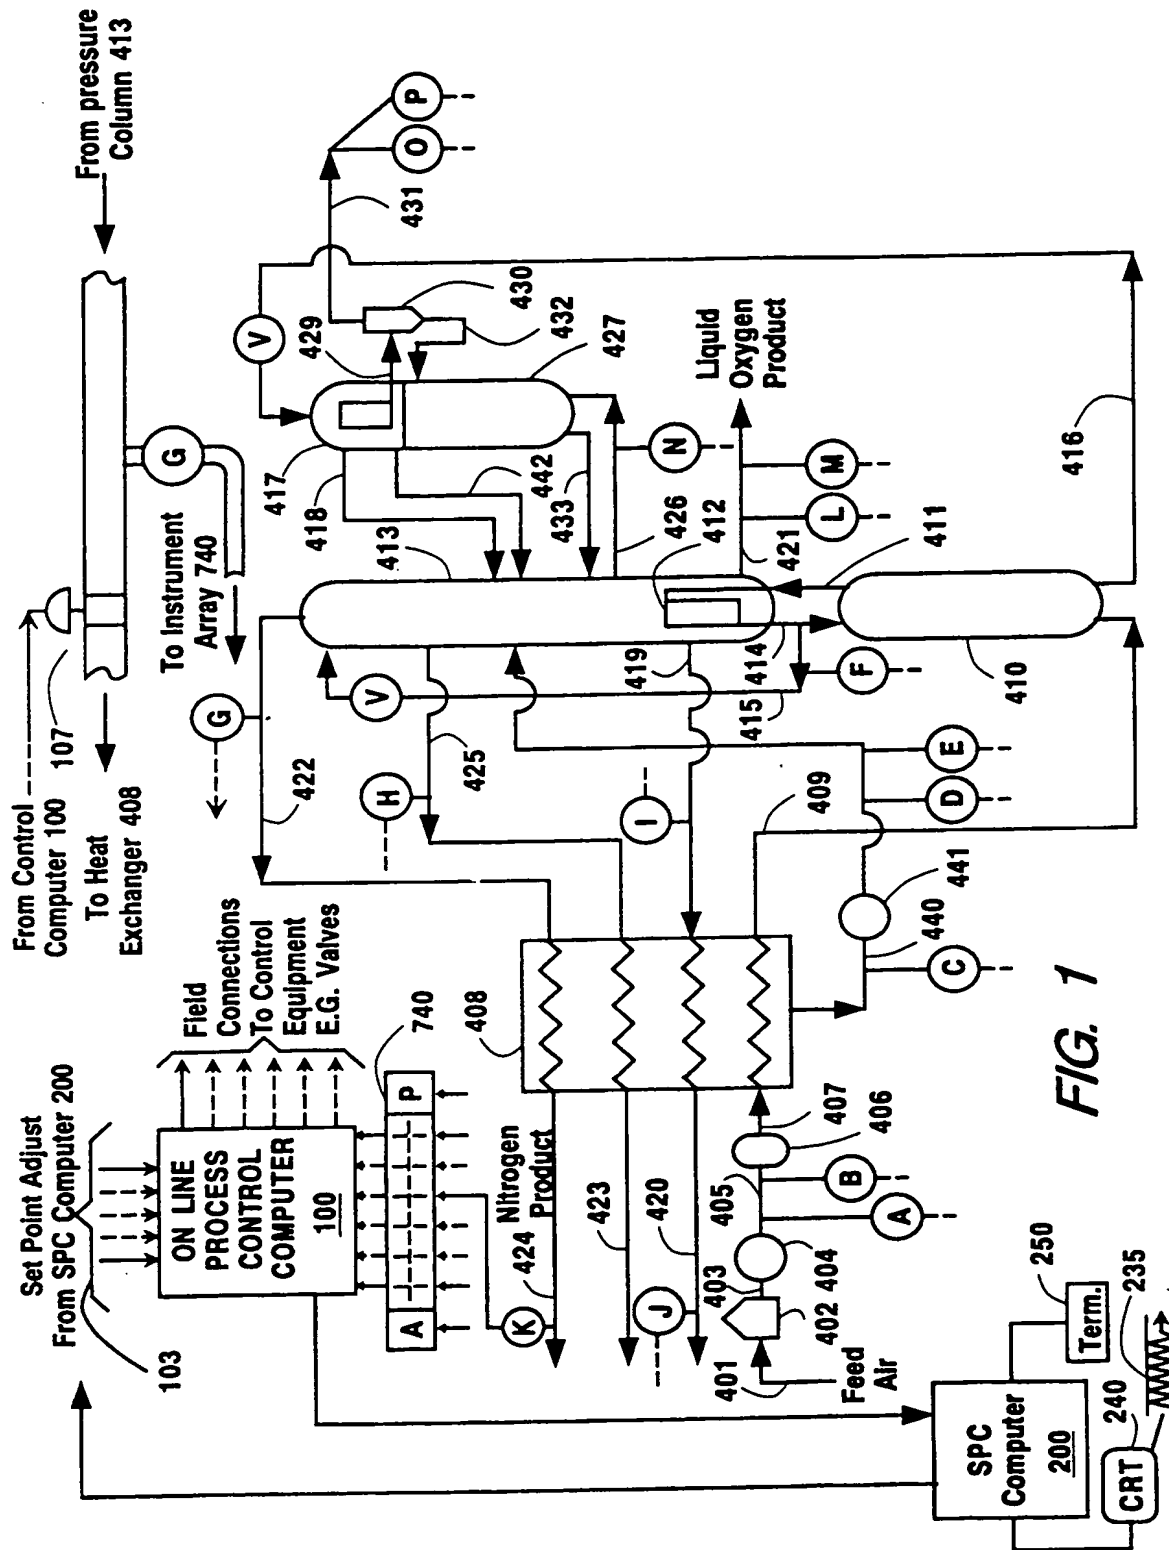 Set Point Adjust
From SPC Computer 200
103
ON LINE
PROCESS
CONTROL
COMPUTER
100
Field
Connections
To Control
Equipment
E.G. Valves
From Control
Computer 100
107
To Heat
Exchanger 408
From pressure
Column 413
G
To Instrument
Array 740
A
P
740
K
424
Nitrogen
Product
423
420
J
408
422
G
H
425
V
415
I
419
414
F
413
417
418
442
433
426
412
421
411
V
429
430
432
431
427
O
P
N
Liquid
Oxygen
Product
L
M
416
410
409
E
D
441
440
C
407
406
405
B
A
404
403
402
401
Feed
Air
SPC
Computer
200
Term.
250
CRT
240
235
FIG. 1